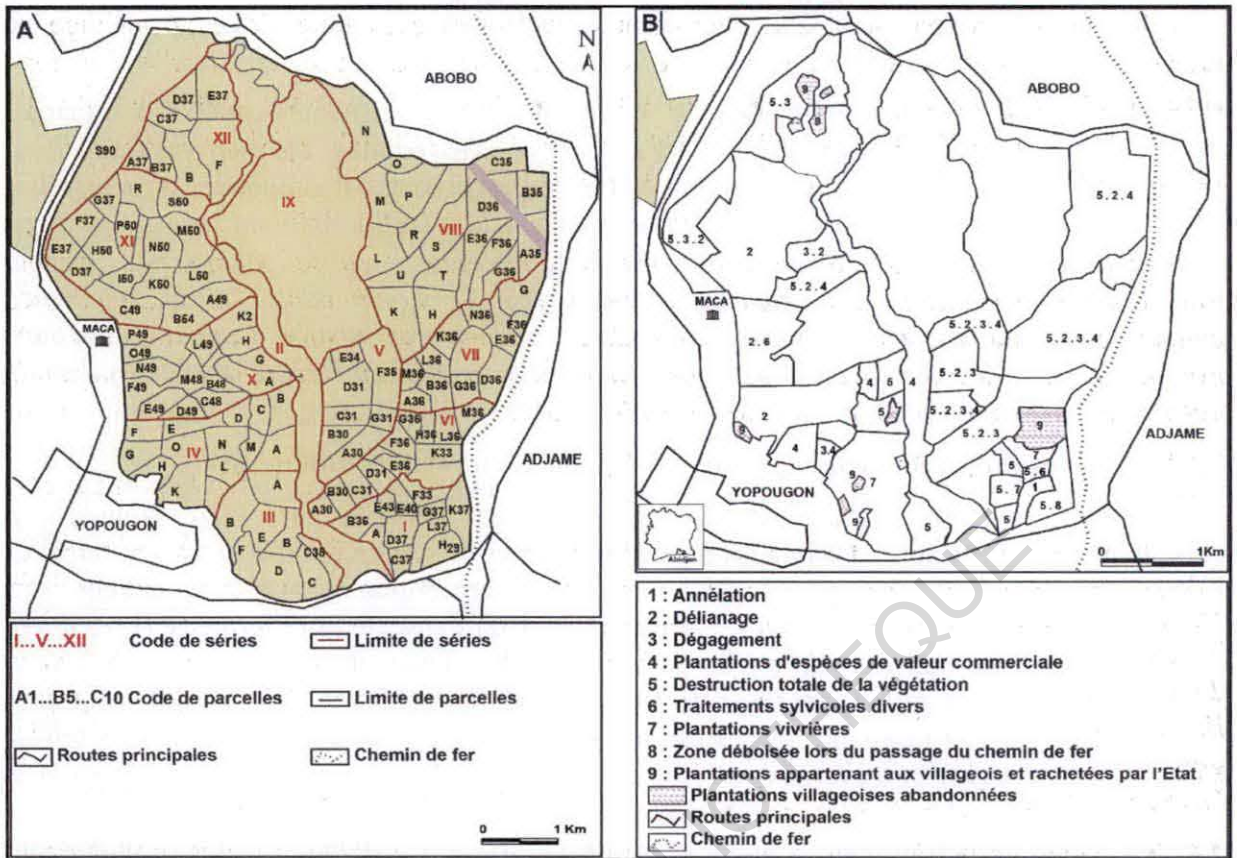 A
N
ABOBO
D37
E37
C37
XII
N
S90
A37
B37
F
B
O
C35
R
G37
S60
IX
M
P
B35
D36
F37
P50
XI
M50
VIII
R
S
E36
F36
E37
H50
N50
L
A35
D37
I50
K50
L50
U
T
G36
G
C49
A49
B54
K2
K
H
N36
MACA
P49
L49
H
II
V
K36
F36
O49
G
E34
L36
E36
N49
F35
M36
VII
F49
M48
B48
X
A
D31
B36
G36
D36
E49
D49
C48
C
B
A36
F
E
D
C31
G31
G36
M36
VI
G
O
N
M
A
B30
F36
H36
L36
IV
H
L
A30
K33
ADJAME
K
A
D31
E36
B30
C31
F33
YOPOUGON
III
A30
E43
E40
G37
K37
B
B36
I
L37
E
B
A
D37
F
C38
C37
H29
D
C
I...V...XII Code de séries Limite de séries
A1...B5...C10 Code de parcelles Limite de parcelles
Routes principales Chemin de fer
0 1 Km
B
ABOBO
9
5.3
9
5.2.4
5.3.2
2
3.2
5.2.4
MACA
5.2.3.4
2.6
5.2.3.4
5.2.3
4
5
4
2
5
5.2.3.4
9
5.2.3
9
4
3.4
7
ADJAME
5
5.6
9
7
5.7
1
YOPOUGON
5.8
9
5
5
Abidjan
0 1Km
1 : Annélation
2 : Délianage
3 : Dégagement
4 : Plantations d'espèces de valeur commerciale
5 : Destruction totale de la végétation
6 : Traitements sylvicoles divers
7 : Plantations vivrières
8 : Zone déboisée lors du passage du chemin de fer
9 : Plantations appartenant aux villageois et rachetées par l'Etat
Plantations villageoises abandonnées
Routes principales
Chemin de fer